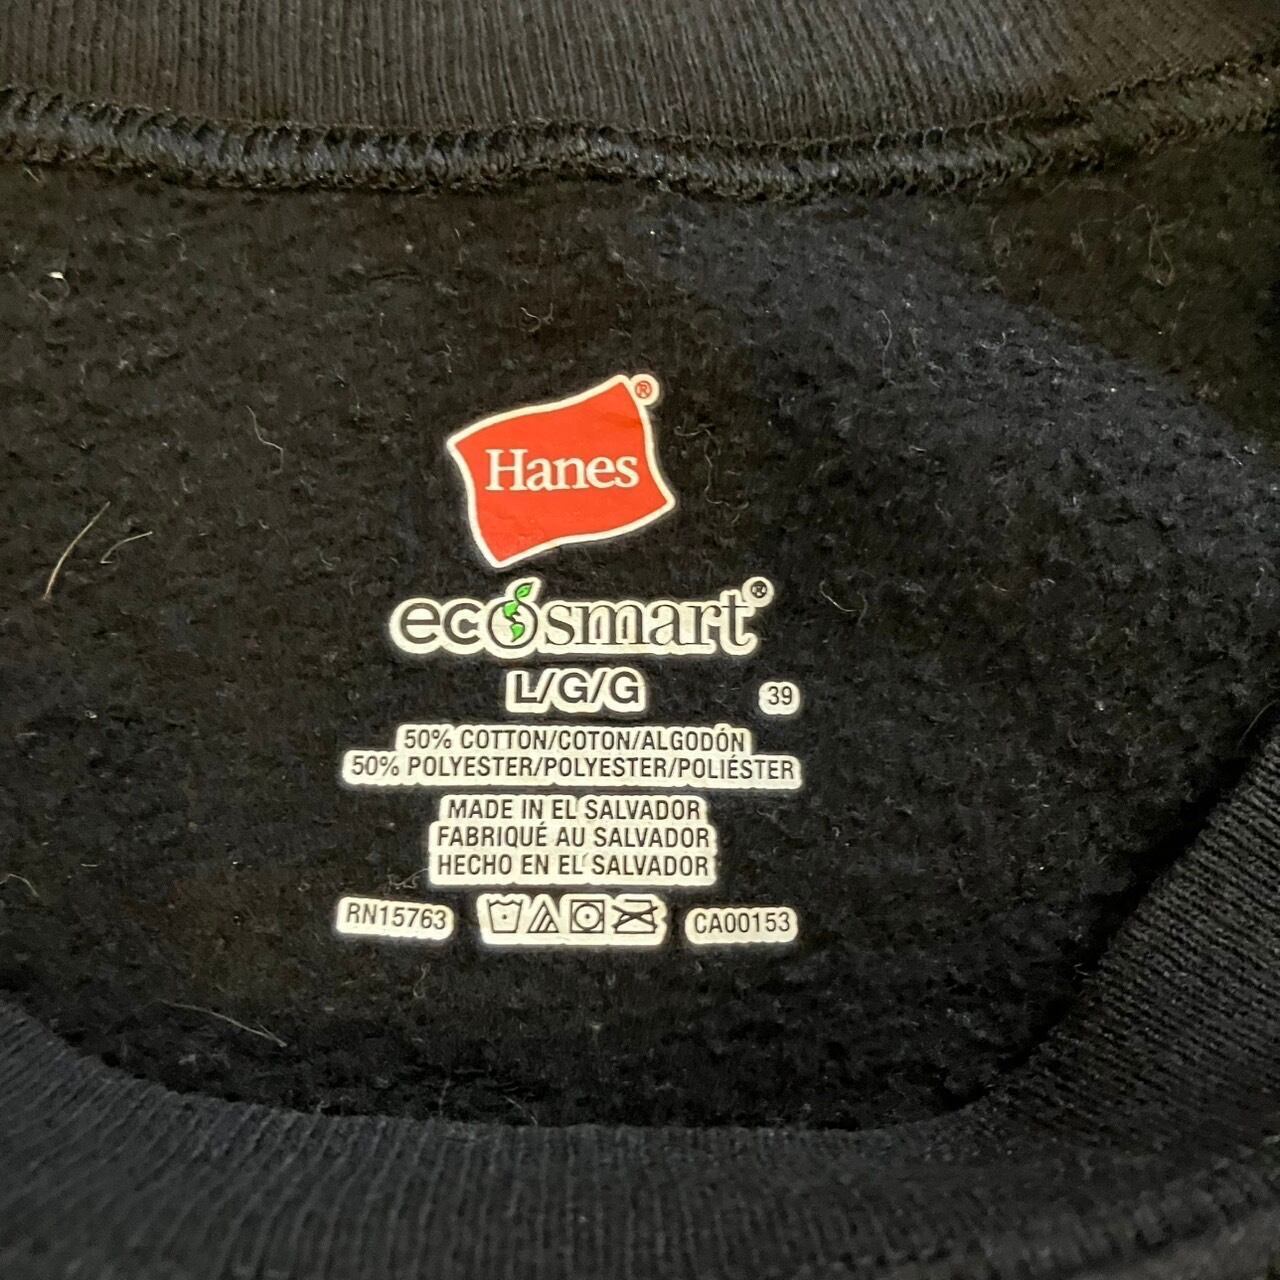 Hanes®
ecosmart®
L/G/G 39
50% COTTON/COTON/ALGODÓN
50% POLYESTER/POLYESTER/POLIÉSTER
MADE IN EL SALVADOR
FABRIQUÉ AU SALVADOR
HECHO EN EL SALVADOR
RN15763 CA00153